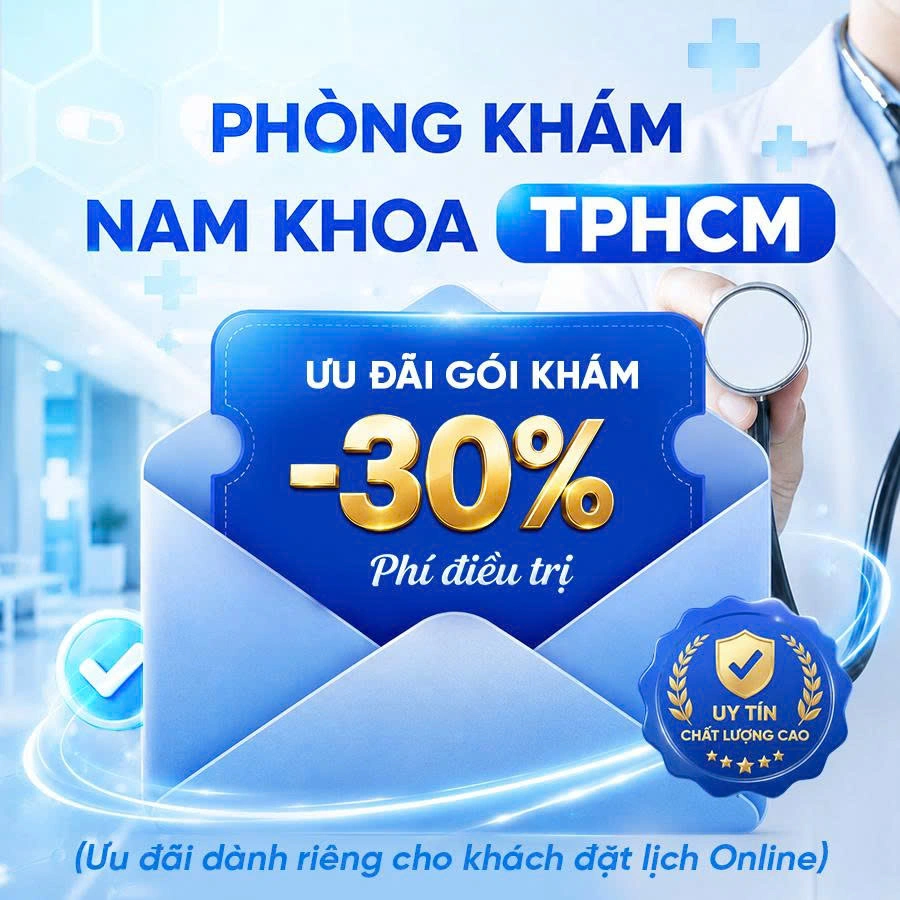 PHÒNG KHÁM
NAM KHOA TPHCM
ƯU ĐÃI GÓI KHÁM
-30%
Phí điều trị
UY TÍN
CHẤT LƯỢNG CAO
(Ưu đãi dành riêng cho khách đặt lịch Online)